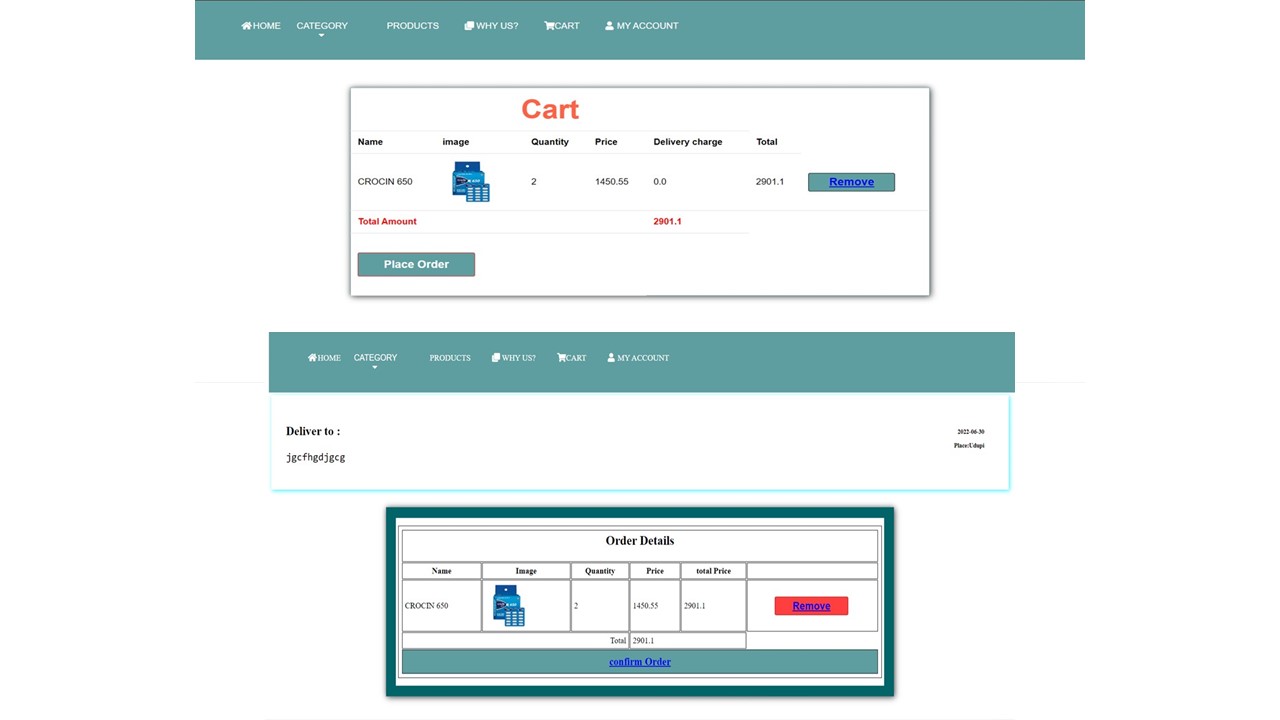 HOME CATEGORY PRODUCTS WHY US? CART MY ACCOUNT
Cart
Name image Quantity Price Delivery charge Total
CROCIN 650 2 1450.55 0.0 2901.1 Remove
Total Amount 2901.1
Place Order
HOME CATEGORY PRODUCTS WHY US? CART MY ACCOUNT
Deliver to :
2022-06-30
Place:Udupi
jgcfhgdjgcg
Order Details
Name Image Quantity Price total Price
CROCIN 650 2 1450.55 2901.1 Remove
Total 2901.1
confirm Order